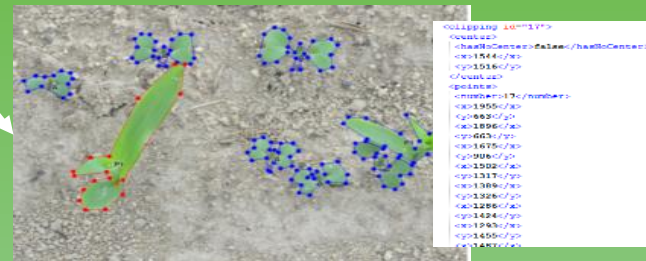 <clipping id="17">
<center>
<hasNoCenter>false</hasNoCenter>
<x>1544</x>
<y>1516</y>
</center>
<points>
<number>17</number>
<x>1955</x>
<y>663</y>
<x>1896</x>
<y>663</y>
<x>1675</x>
<y>906</y>
<x>1502</x>
<y>1317</y>
<x>1389</x>
<y>1326</y>
<x>1286</x>
<y>1424</y>
<x>1293</x>
<y>1455</y>
<x>1487</x>